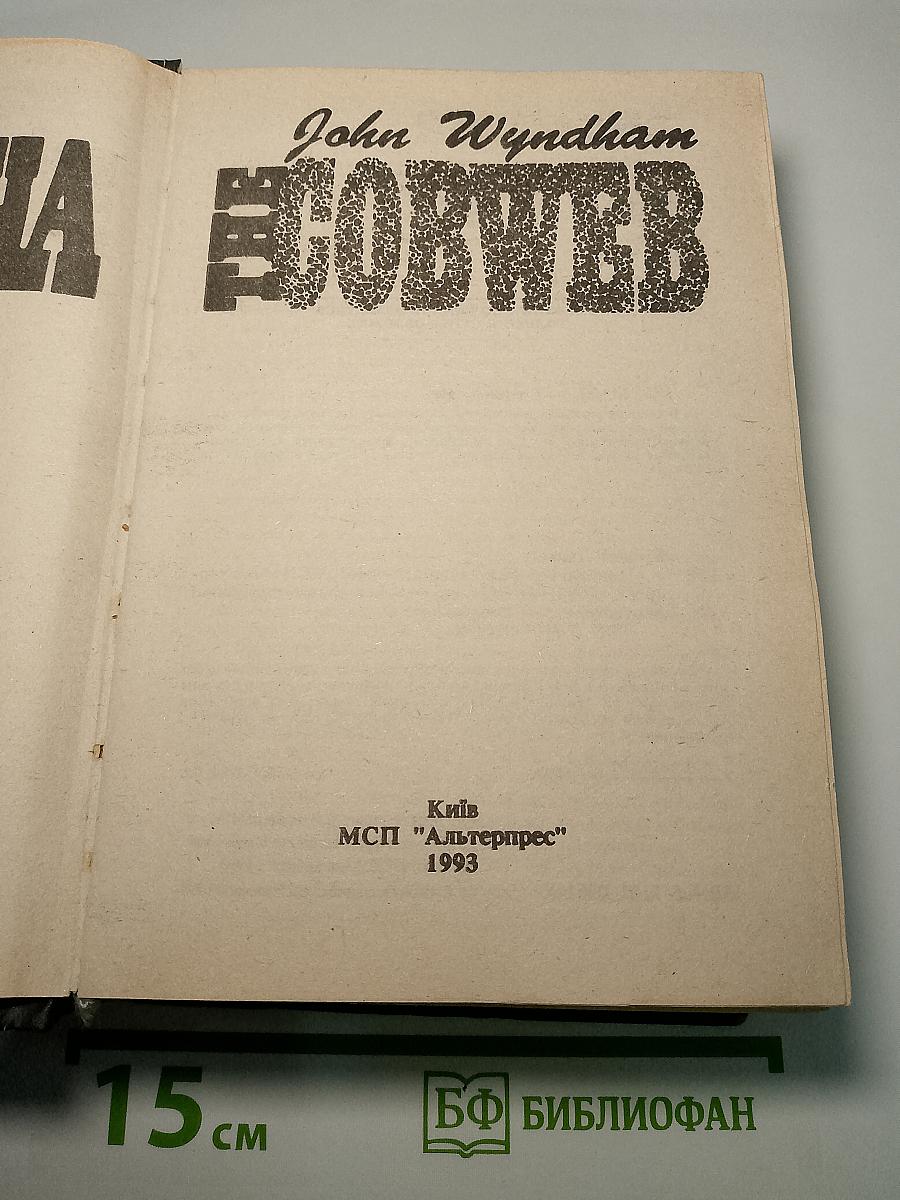 John Wyndham
THE COBWEB
Київ
МСП "Альтерпрес"
1993
15 см
БФ БИБЛИОФАН